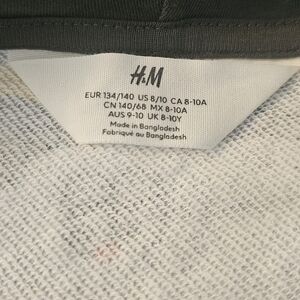 H&M
EUR 134/140 US 8/10 CA 8-10A
CN 140/68 MX 8-10A
AUS 9-10 UK 8-10Y
Made in Bangladesh
Fabriqué au Bangladesh